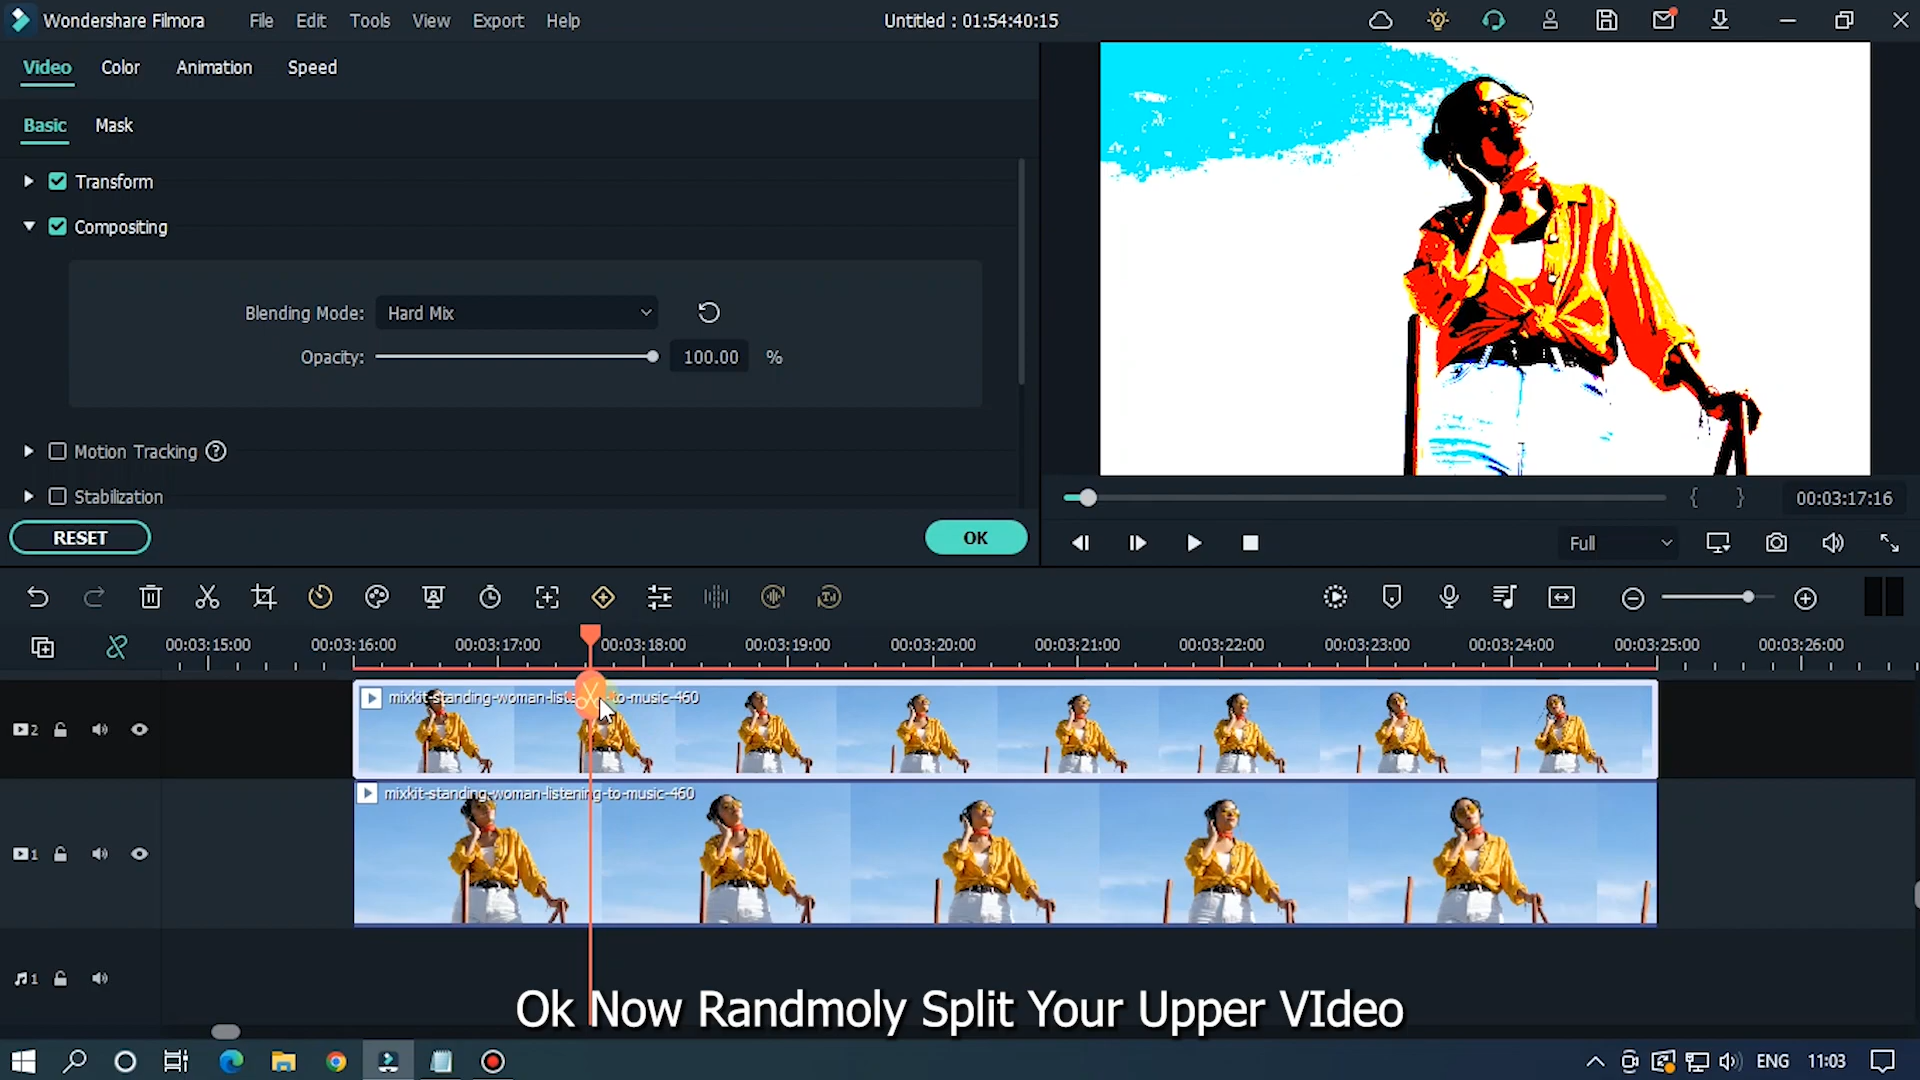 Wondershare Filmora
File
Edit
Tools
View
Export
Help
Untitled : 01:54:40:15
Video
Color
Animation
Speed
Basic
Mask
Transform
Compositing
Blending Mode:
Hard Mix
Opacity:
100.00
%
Motion Tracking
Stabilization
RESET
OK
{ }
00:03:17:16
Full
00:03:15:00
00:03:16:00
00:03:17:00
00:03:18:00
00:03:19:00
00:03:20:00
00:03:21:00
00:03:22:00
00:03:23:00
00:03:24:00
00:03:25:00
00:03:26:00
2
mixkit-standing-woman-liste to-music-460
1
mixkit-standing-woman-listening-to-music-460
1
Ok Now Randmoly Split Your Upper VIdeo
ENG
11:03